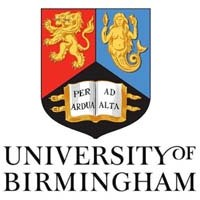 PER AD
ARDUA ALTA
UNIVERSITY OF
BIRMINGHAM